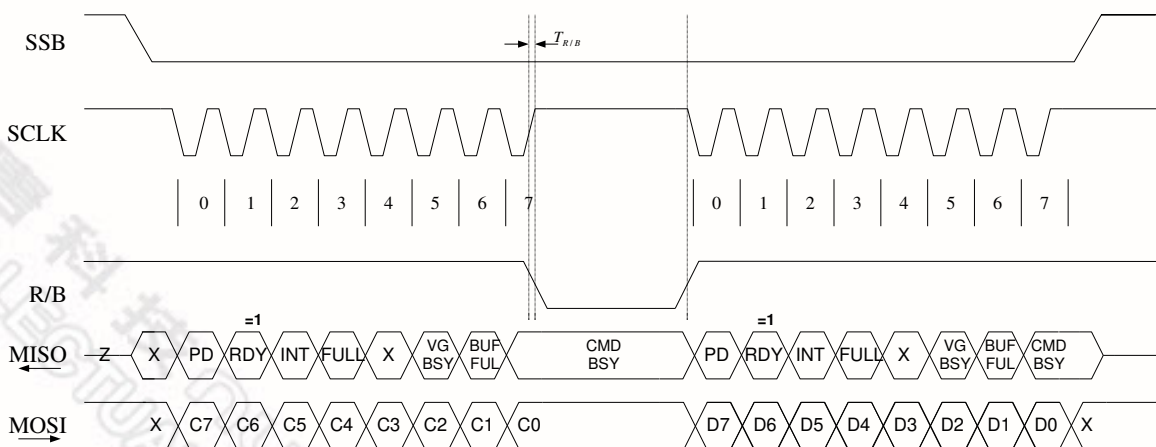 SSB
T R/B
SCLK
0 1 2 3 4 5 6 7 0 1 2 3 4 5 6 7
R/B
=1 =1
MISO Z X PD RDY INT FULL X VG BSY BUF FUL CMD BSY PD RDY INT FULL X VG BSY BUF FUL CMD BSY
MOSI X C7 C6 C5 C4 C3 C2 C1 C0 D7 D6 D5 D4 D3 D2 D1 D0 X
科技